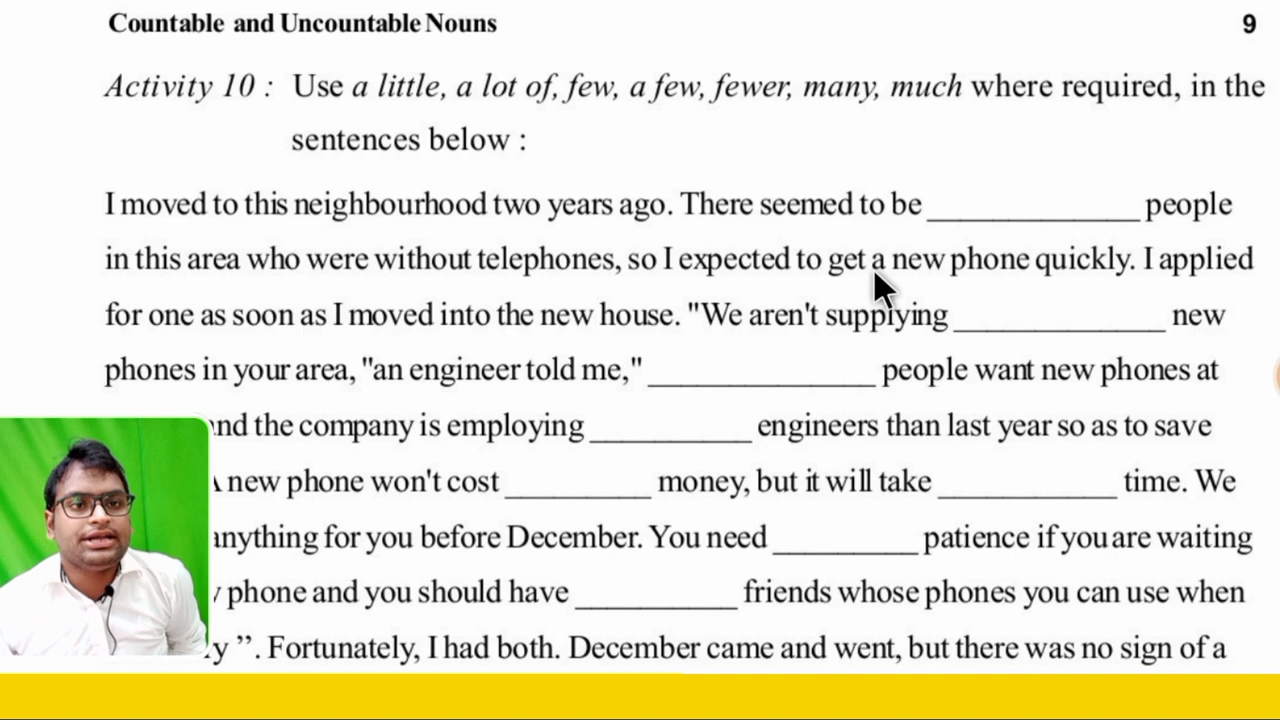 Countable and Uncountable Nouns 9
Activity 10 : Use a little, a lot of, few, a few, fewer, many, much where required, in the
sentences below :
I moved to this neighbourhood two years ago. There seemed to be ______________ people
in this area who were without telephones, so I expected to get a new phone quickly. I applied
for one as soon as I moved into the new house. "We aren't supplying ______________ new
phones in your area, "an engineer told me," _______________ people want new phones at
and the company is employing ___________ engineers than last year so as to save
A new phone won't cost __________ money, but it will take ____________ time. We
anything for you before December. You need __________ patience if you are waiting
phone and you should have ___________ friends whose phones you can use when
”. Fortunately, I had both. December came and went, but there was no sign of a